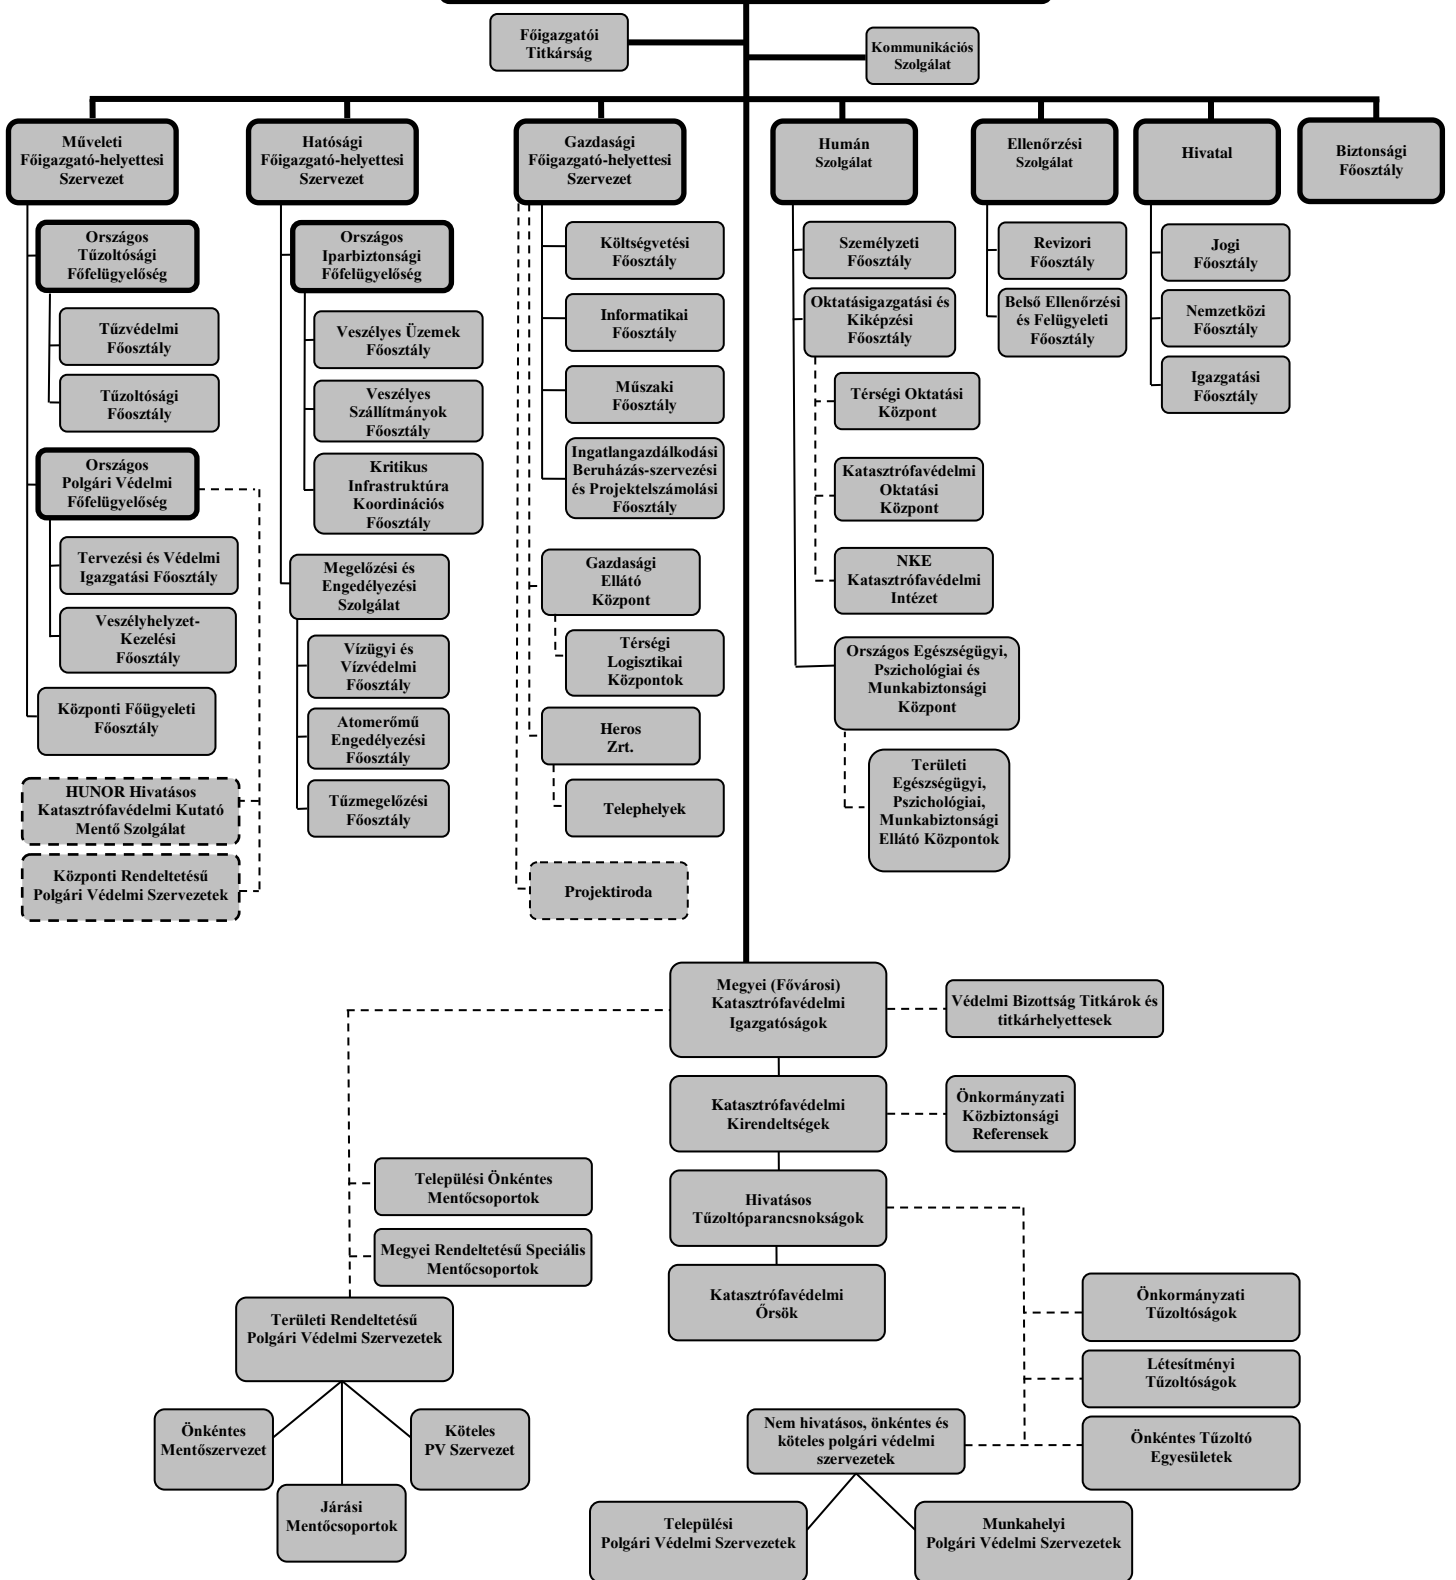 Főigazgatói
Titkárság
Kommunikációs
Szolgálat
Műveleti
Főigazgató-helyettesi
Szervezet
Hatósági
Főigazgató-helyettesi
Szervezet
Gazdasági
Főigazgató-helyettesi
Szervezet
Humán
Szolgálat
Ellenőrzési
Szolgálat
Hivatal
Biztonsági
Főosztály
Országos
Tűzoltósági
Főfelügyelőség
Tűzvédelmi
Főosztály
Tűzoltósági
Főosztály
Országos
Polgári Védelmi
Főfelügyelőség
Tervezési és Védelmi
Igazgatási Főosztály
Veszélyhelyzet-
Kezelési
Főosztály
Központi Főügyeleti
Főosztály
HUNOR Hivatásos
Katasztrófavédelmi Kutató
Mentő Szolgálat
Központi Rendeltetésű
Polgári Védelmi Szervezetek
Országos
Iparbiztonsági
Főfelügyelőség
Veszélyes Üzemek
Főosztály
Veszélyes
Szállítmányok
Főosztály
Kritikus
Infrastruktúra
Koordinációs
Főosztály
Megelőzési és
Engedélyezési
Szolgálat
Vízügyi és
Vízvédelmi
Főosztály
Atomerőmű
Engedélyezési
Főosztály
Tűzmegelőzési
Főosztály
Költségvetési
Főosztály
Informatikai
Főosztály
Műszaki
Főosztály
Ingatlangazdálkodási
Beruházás-szervezési
és Projektelszámolási
Főosztály
Gazdasági
Ellátó
Központ
Térségi
Logisztikai
Központok
Heros
Zrt.
Telephelyek
Projektiroda
Személyzeti
Főosztály
Oktatásigazgatási és
Kiképzési
Főosztály
Térségi Oktatási
Központ
Katasztrófavédelmi
Oktatási
Központ
NKE
Katasztrófavédelmi
Intézet
Országos Egészségügyi,
Pszichológiai és
Munkabiztonsági
Központ
Területi
Egészségügyi,
Pszichológiai,
Munkabiztonsági
Ellátó Központok
Revizori
Főosztály
Belső Ellenőrzési
és Felügyeleti
Főosztály
Jogi
Főosztály
Nemzetközi
Főosztály
Igazgatási
Főosztály
Megyei (Fővárosi)
Katasztrófavédelmi
Igazgatóságok
Védelmi Bizottság Titkárok és
titkárhelyettesek
Katasztrófavédelmi
Kirendeltségek
Önkormányzati
Közbiztonsági
Referensek
Települési Önkéntes
Mentőcsoportok
Hivatásos
Tűzoltóparancsnokságok
Megyei Rendeltetésű Speciális
Mentőcsoportok
Katasztrófavédelmi
Őrsök
Területi Rendeltetésű
Polgári Védelmi Szervezetek
Önkormányzati
Tűzoltóságok
Létesítményi
Tűzoltóságok
Önkéntes Tűzoltó
Egyesületek
Önkéntes
Mentőszervezet
Köteles
PV Szervezet
Járási
Mentőcsoportok
Nem hivatásos, önkéntes és
köteles polgári védelmi
szervezetek
Települési
Polgári Védelmi Szervezetek
Munkahelyi
Polgári Védelmi Szervezetek